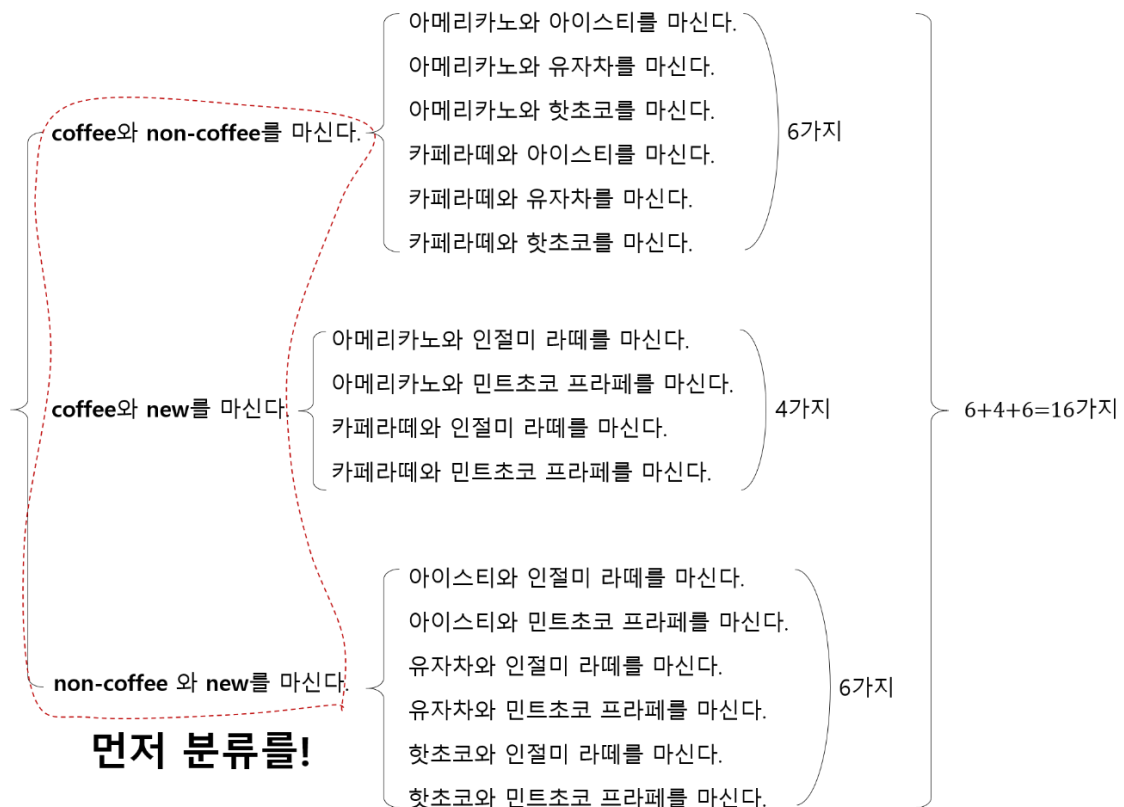 아메리카노와 아이스티를 마신다.
아메리카노와 유자차를 마신다.
아메리카노와 핫초코를 마신다.
coffee와 non-coffee를 마신다.
6가지
카페라떼와 아이스티를 마신다.
카페라떼와 유자차를 마신다.
카페라떼와 핫초코를 마신다.
아메리카노와 인절미 라떼를 마신다.
아메리카노와 민트초코 프라페를 마신다.
coffee와 new를 마신다.
4가지
6+4+6=16가지
카페라떼와 인절미 라떼를 마신다.
카페라떼와 민트초코 프라페를 마신다.
아이스티와 인절미 라떼를 마신다.
아이스티와 민트초코 프라페를 마신다.
유자차와 인절미 라떼를 마신다.
non-coffee 와 new를 마신다.
6가지
유자차와 민트초코 프라페를 마신다.
먼저 분류를!
핫초코와 인절미 라떼를 마신다.
핫초코와 민트초코 프라페를 마신다.